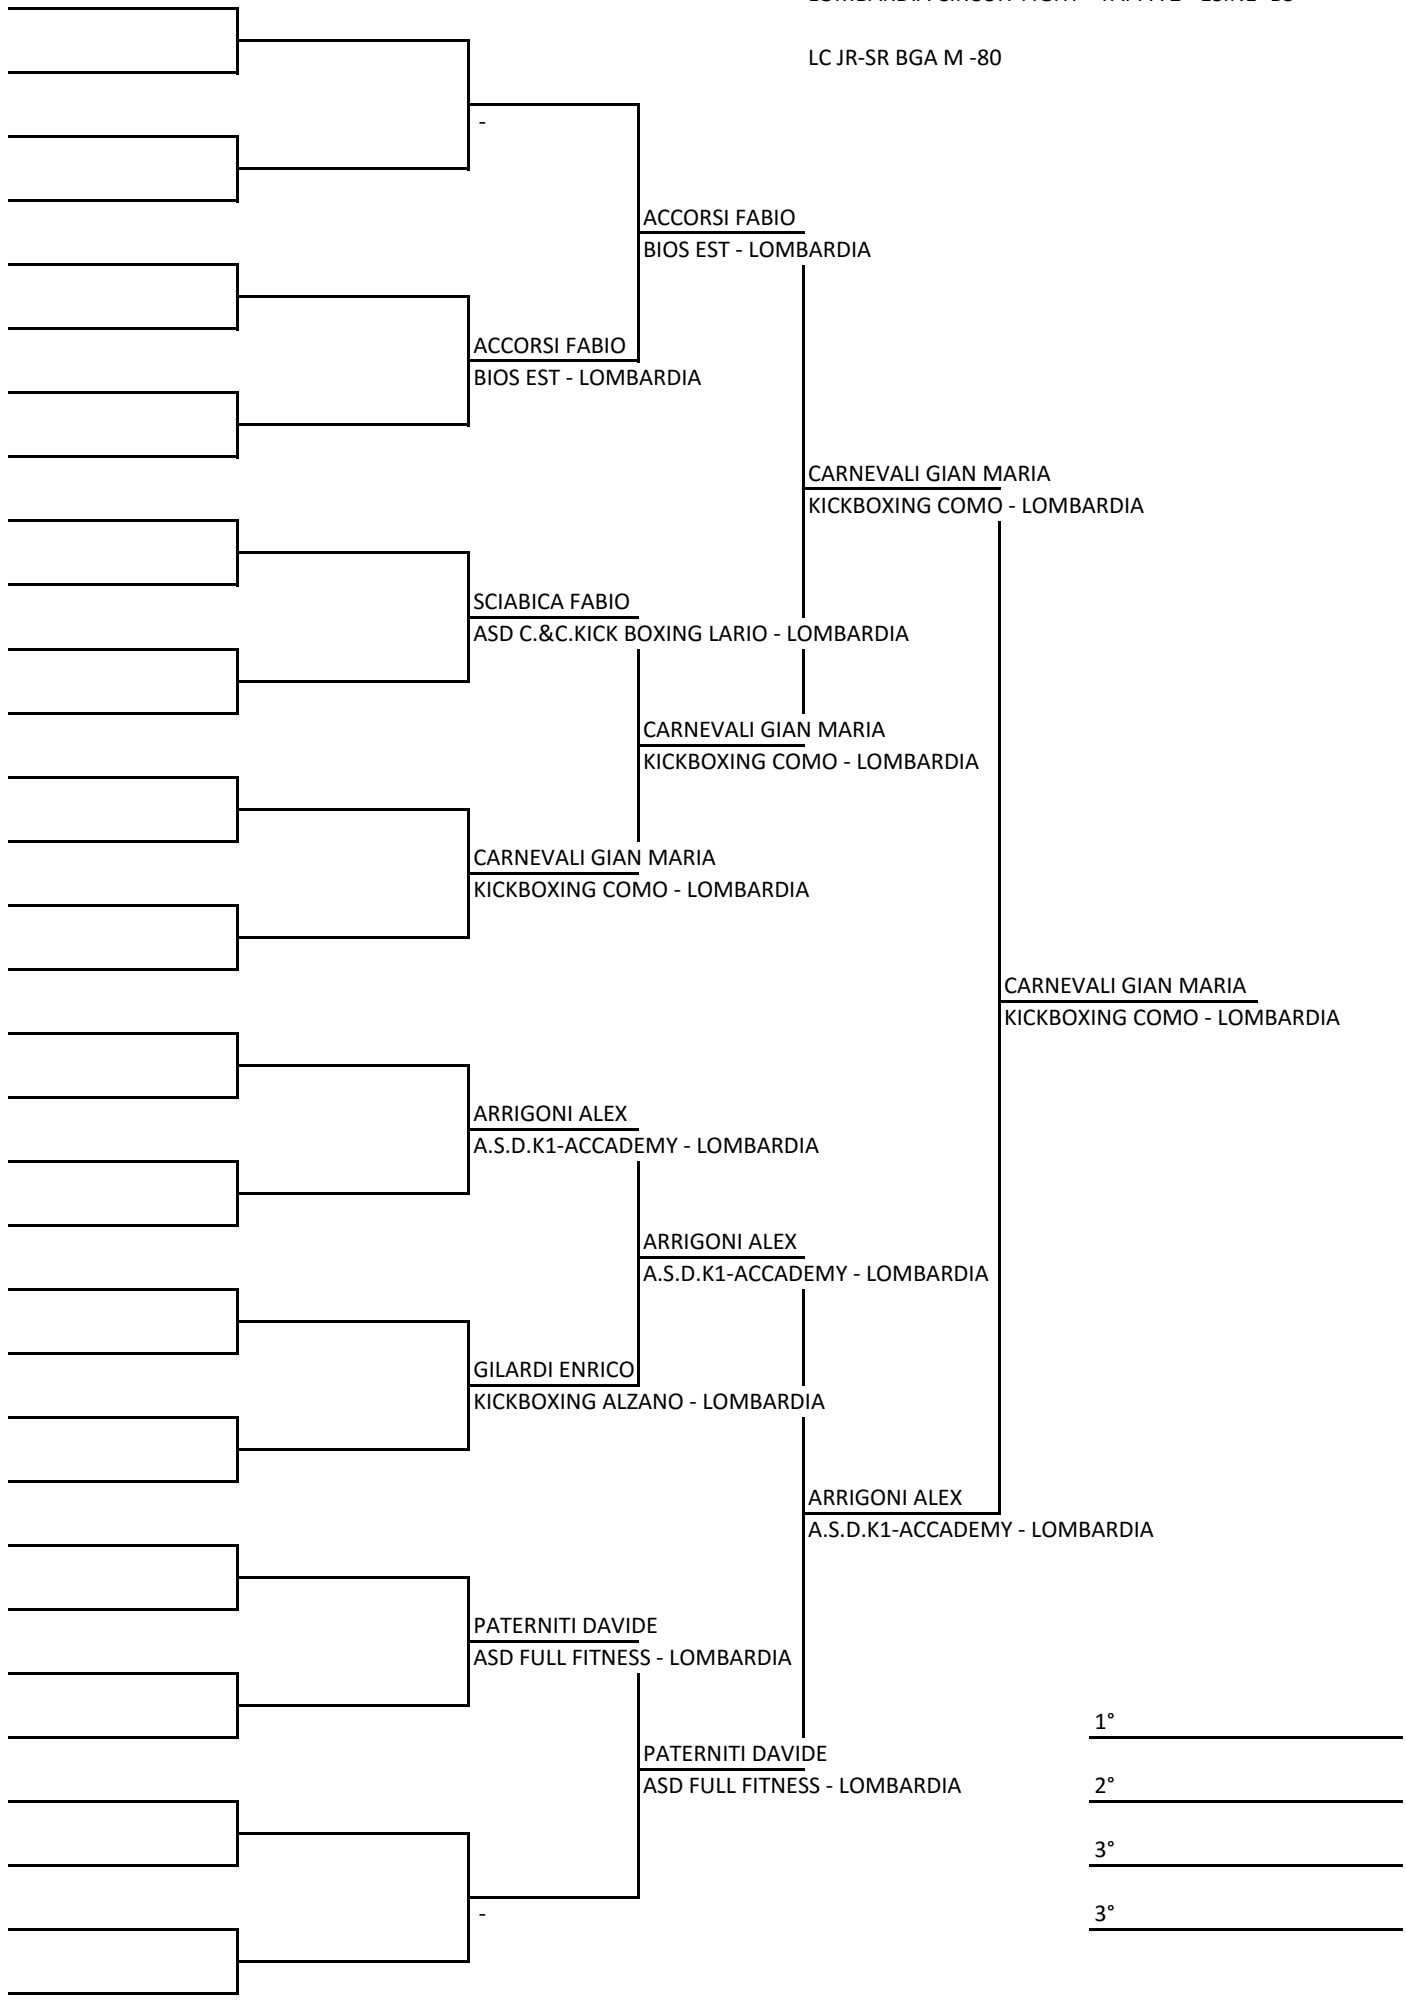 LC JR-SR BGA M -80
-
ACCORSI FABIO
BIOS EST - LOMBARDIA
ACCORSI FABIO
BIOS EST - LOMBARDIA
CARNEVALI GIAN MARIA
KICKBOXING COMO - LOMBARDIA
SCIABICA FABIO
ASD C.&C.KICK BOXING LARIO - LOMBARDIA
CARNEVALI GIAN MARIA
KICKBOXING COMO - LOMBARDIA
CARNEVALI GIAN MARIA
KICKBOXING COMO - LOMBARDIA
CARNEVALI GIAN MARIA
KICKBOXING COMO - LOMBARDIA
ARRIGONI ALEX
A.S.D.K1-ACCADEMY - LOMBARDIA
ARRIGONI ALEX
A.S.D.K1-ACCADEMY - LOMBARDIA
GILARDI ENRICO
KICKBOXING ALZANO - LOMBARDIA
ARRIGONI ALEX
A.S.D.K1-ACCADEMY - LOMBARDIA
PATERNITI DAVIDE
ASD FULL FITNESS - LOMBARDIA
1°
PATERNITI DAVIDE
ASD FULL FITNESS - LOMBARDIA
2°
3°
-
3°